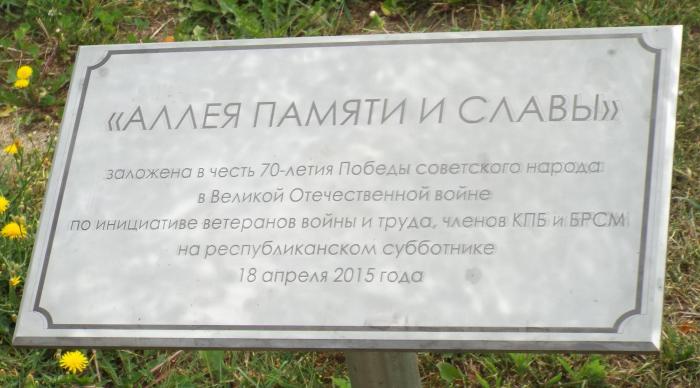 «АЛЛЕЯ ПАМЯТИ И СЛАВЫ»
заложена в честь 70-летия Победы советского народа
в Великой Отечественной войне
по инициативе ветеранов войны и труда, членов КПБ и БРСМ
на республиканском субботнике
18 апреля 2015 года